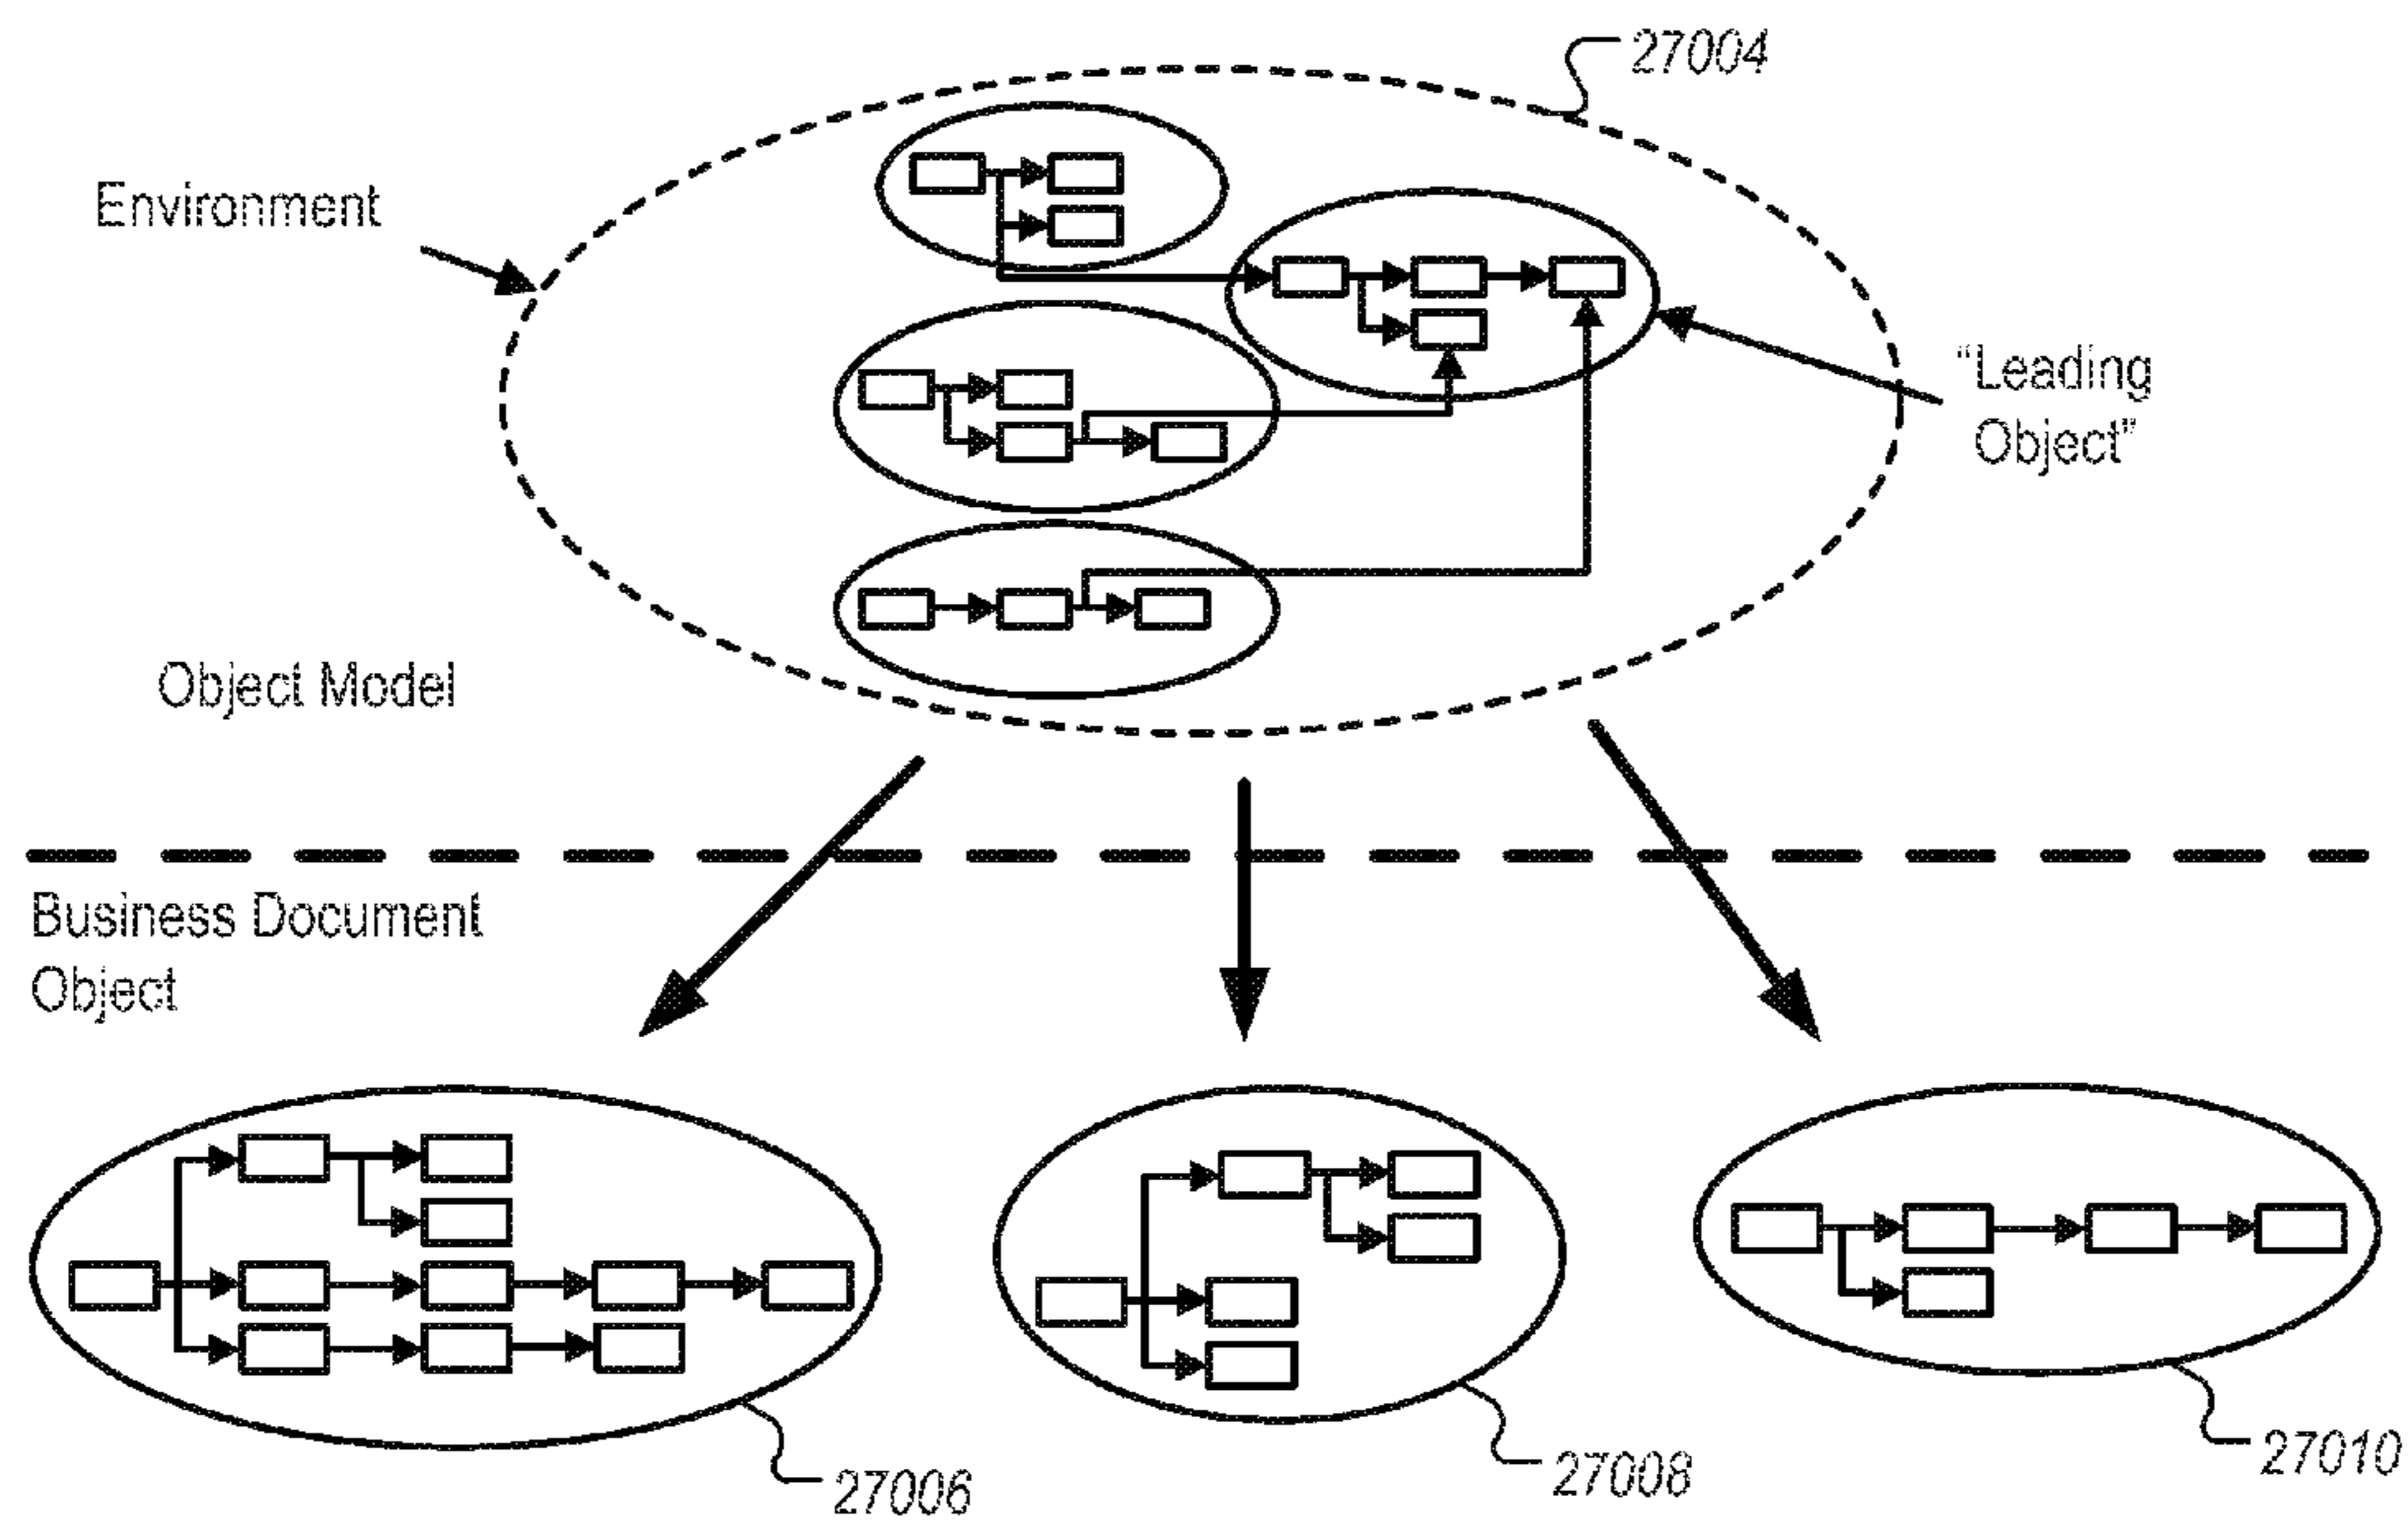 27004
Environment
“Leading
Object”
Object Model
Business Document
Object
27006
27008
27010